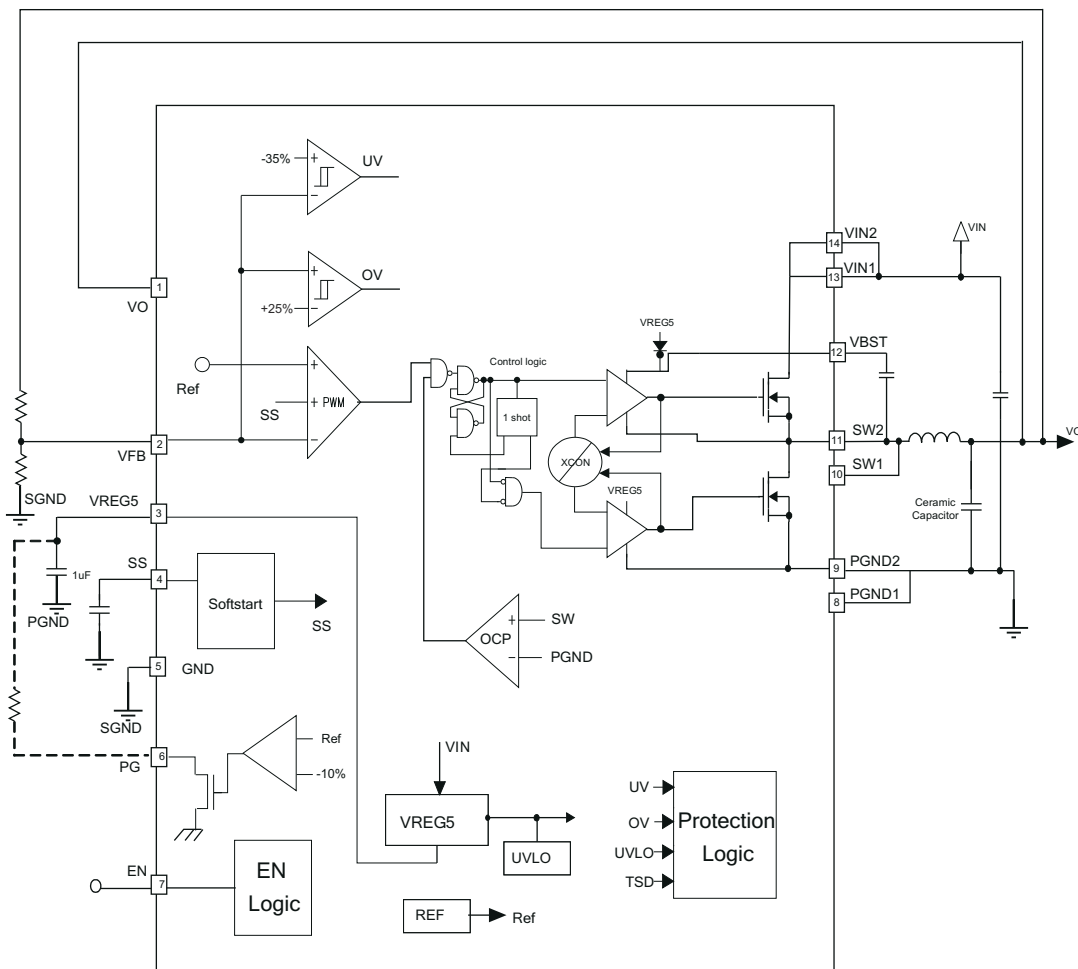 -35%
+
−
UV
+
−
OV
+25%
VIN2
14
VIN
VIN1
13
1
VO
VREG5
VBST
12
Ref
+
SS
+
PWM
−
Control logic
1 shot
XCON
SW2
11
SW1
10
VO
2
VFB
SGND
VREG5
3
VREG5
Ceramic
Capacitor
1uF
SS
4
PGND
Softstart
SS
PGND2
9
PGND1
8
OCP
+
SW
−
PGND
5
GND
SGND
PG
6
Ref
-10%
VIN
VREG5
UVLO
UV
OV
UVLO
TSD
Protection
Logic
EN
7
EN
Logic
REF
Ref